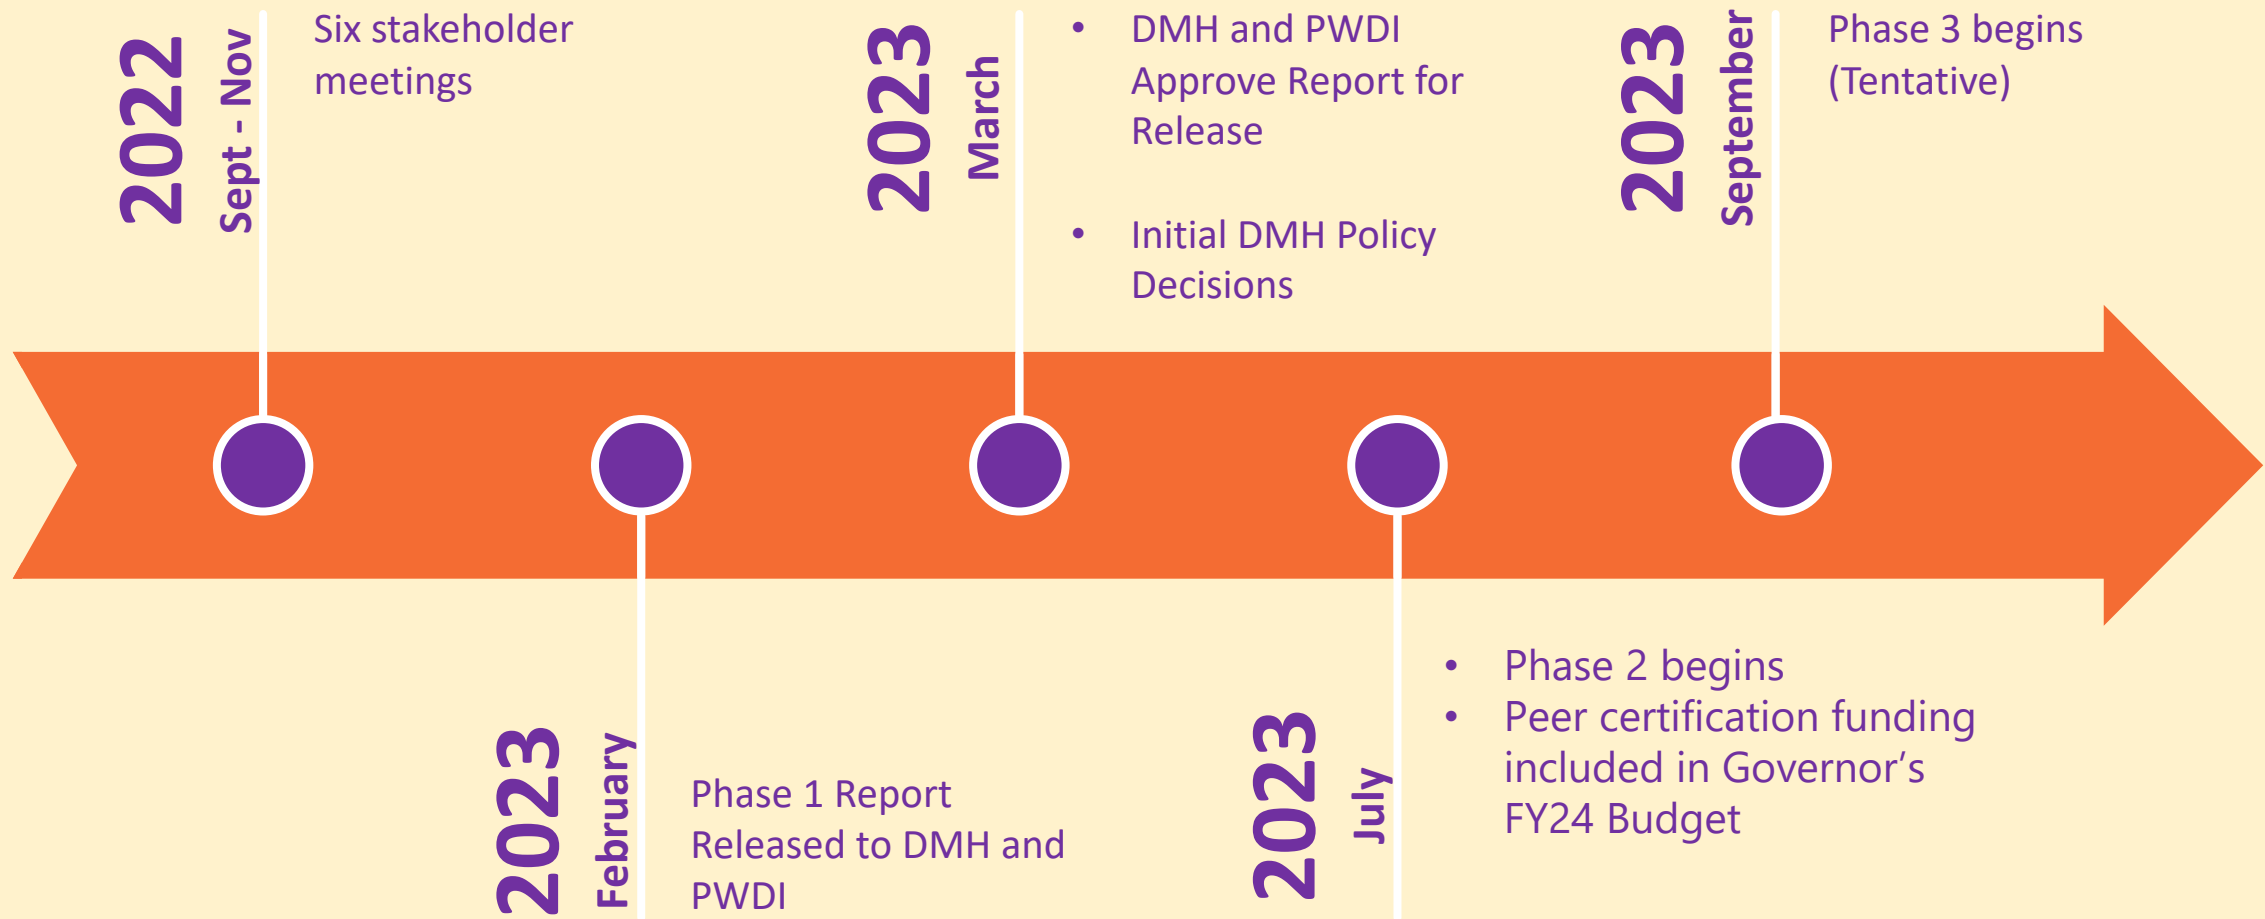 2022
Sept - Nov
Six stakeholder
meetings
2023
February
Phase 1 Report
Released to DMH and
PWDI
2023
March
• DMH and PWDI
Approve Report for
Release
• Initial DMH Policy
Decisions
2023
July
• Phase 2 begins
• Peer certification funding
included in Governor’s
FY24 Budget
2023
September
Phase 3 begins
(Tentative)